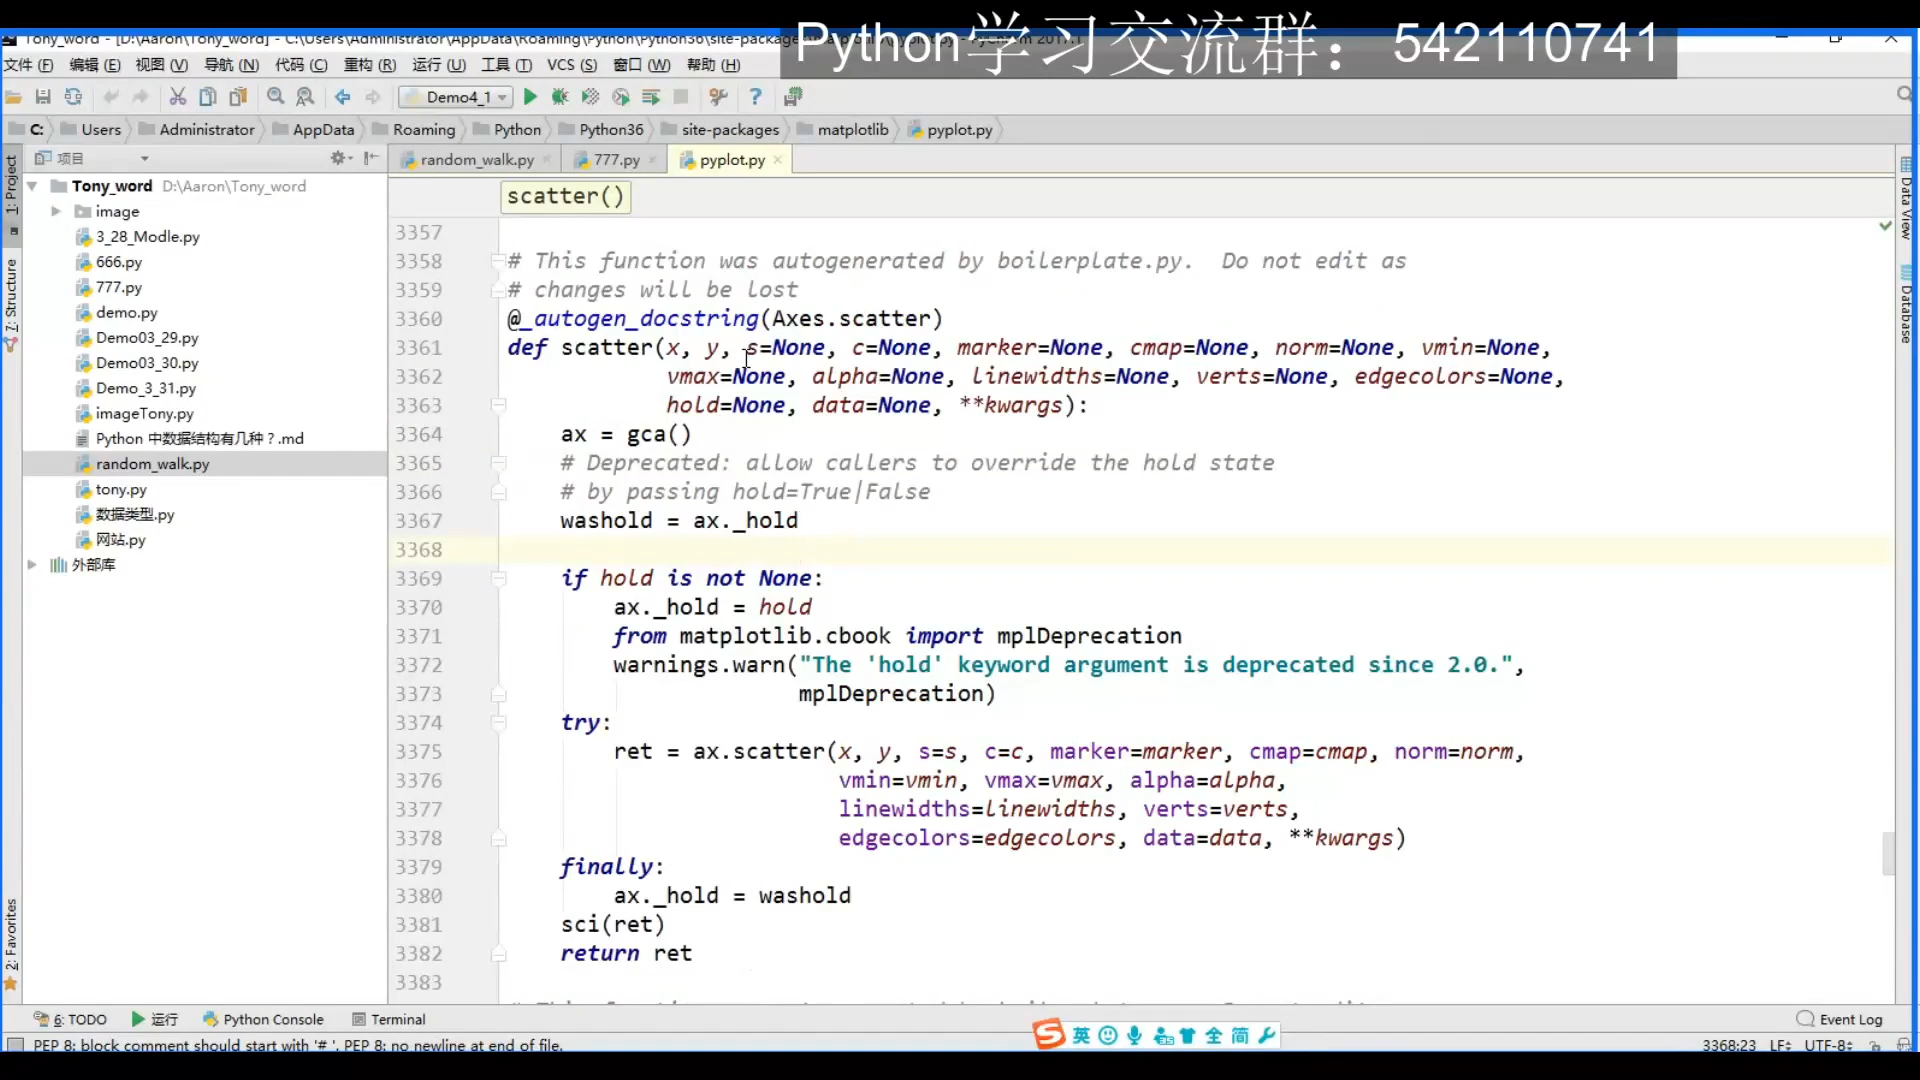 Python学习交流群：542110741
Tony_word - [D:\Aaron\Tony_word] - C:\Users\Administrator\AppData\Roaming\Python\Python36\site-packages
文件 (F) 编辑 (E) 视图 (V) 导航 (N) 代码 (C) 重构 (R) 运行 (U) 工具 (T) VCS (S) 窗口 (W) 帮助 (H)
Demo4_1
C: Users Administrator AppData Roaming Python Python36 site-packages matplotlib pyplot.py
项目
random_walk.py 777.py pyplot.py
1: Project
7: Structure
2: Favorites
Tony_word D:\Aaron\Tony_word
image
3_28_Modle.py
666.py
777.py
demo.py
Demo03_29.py
Demo03_30.py
Demo_3_31.py
imageTony.py
Python 中数据结构有几种？.md
random_walk.py
tony.py
数据类型.py
网站.py
外部库
scatter()
3357
3358 # This function was autogenerated by boilerplate.py.  Do not edit as
3359 # changes will be lost
3360 @_autogen_docstring(Axes.scatter)
3361 def scatter(x, y, s=None, c=None, marker=None, cmap=None, norm=None, vmin=None,
3362 vmax=None, alpha=None, linewidths=None, verts=None, edgecolors=None,
3363 hold=None, data=None, **kwargs):
3364 ax = gca()
3365 # Deprecated: allow callers to override the hold state
3366 # by passing hold=True|False
3367 washold = ax._hold
3368
3369 if hold is not None:
3370 ax._hold = hold
3371 from matplotlib.cbook import mplDeprecation
3372 warnings.warn("The 'hold' keyword argument is deprecated since 2.0.",
3373 mplDeprecation)
3374 try:
3375 ret = ax.scatter(x, y, s=s, c=c, marker=marker, cmap=cmap, norm=norm,
3376 vmin=vmin, vmax=vmax, alpha=alpha,
3377 linewidths=linewidths, verts=verts,
3378 edgecolors=edgecolors, data=data, **kwargs)
3379 finally:
3380 ax._hold = washold
3381 sci(ret)
3382 return ret
3383
Data View
Database
6: TODO 运行 Python Console Terminal
英 全 简
Event Log
PEP 8: block comment should start with '# '. PEP 8: no newline at end of file.
3368:23 LF UTF-8